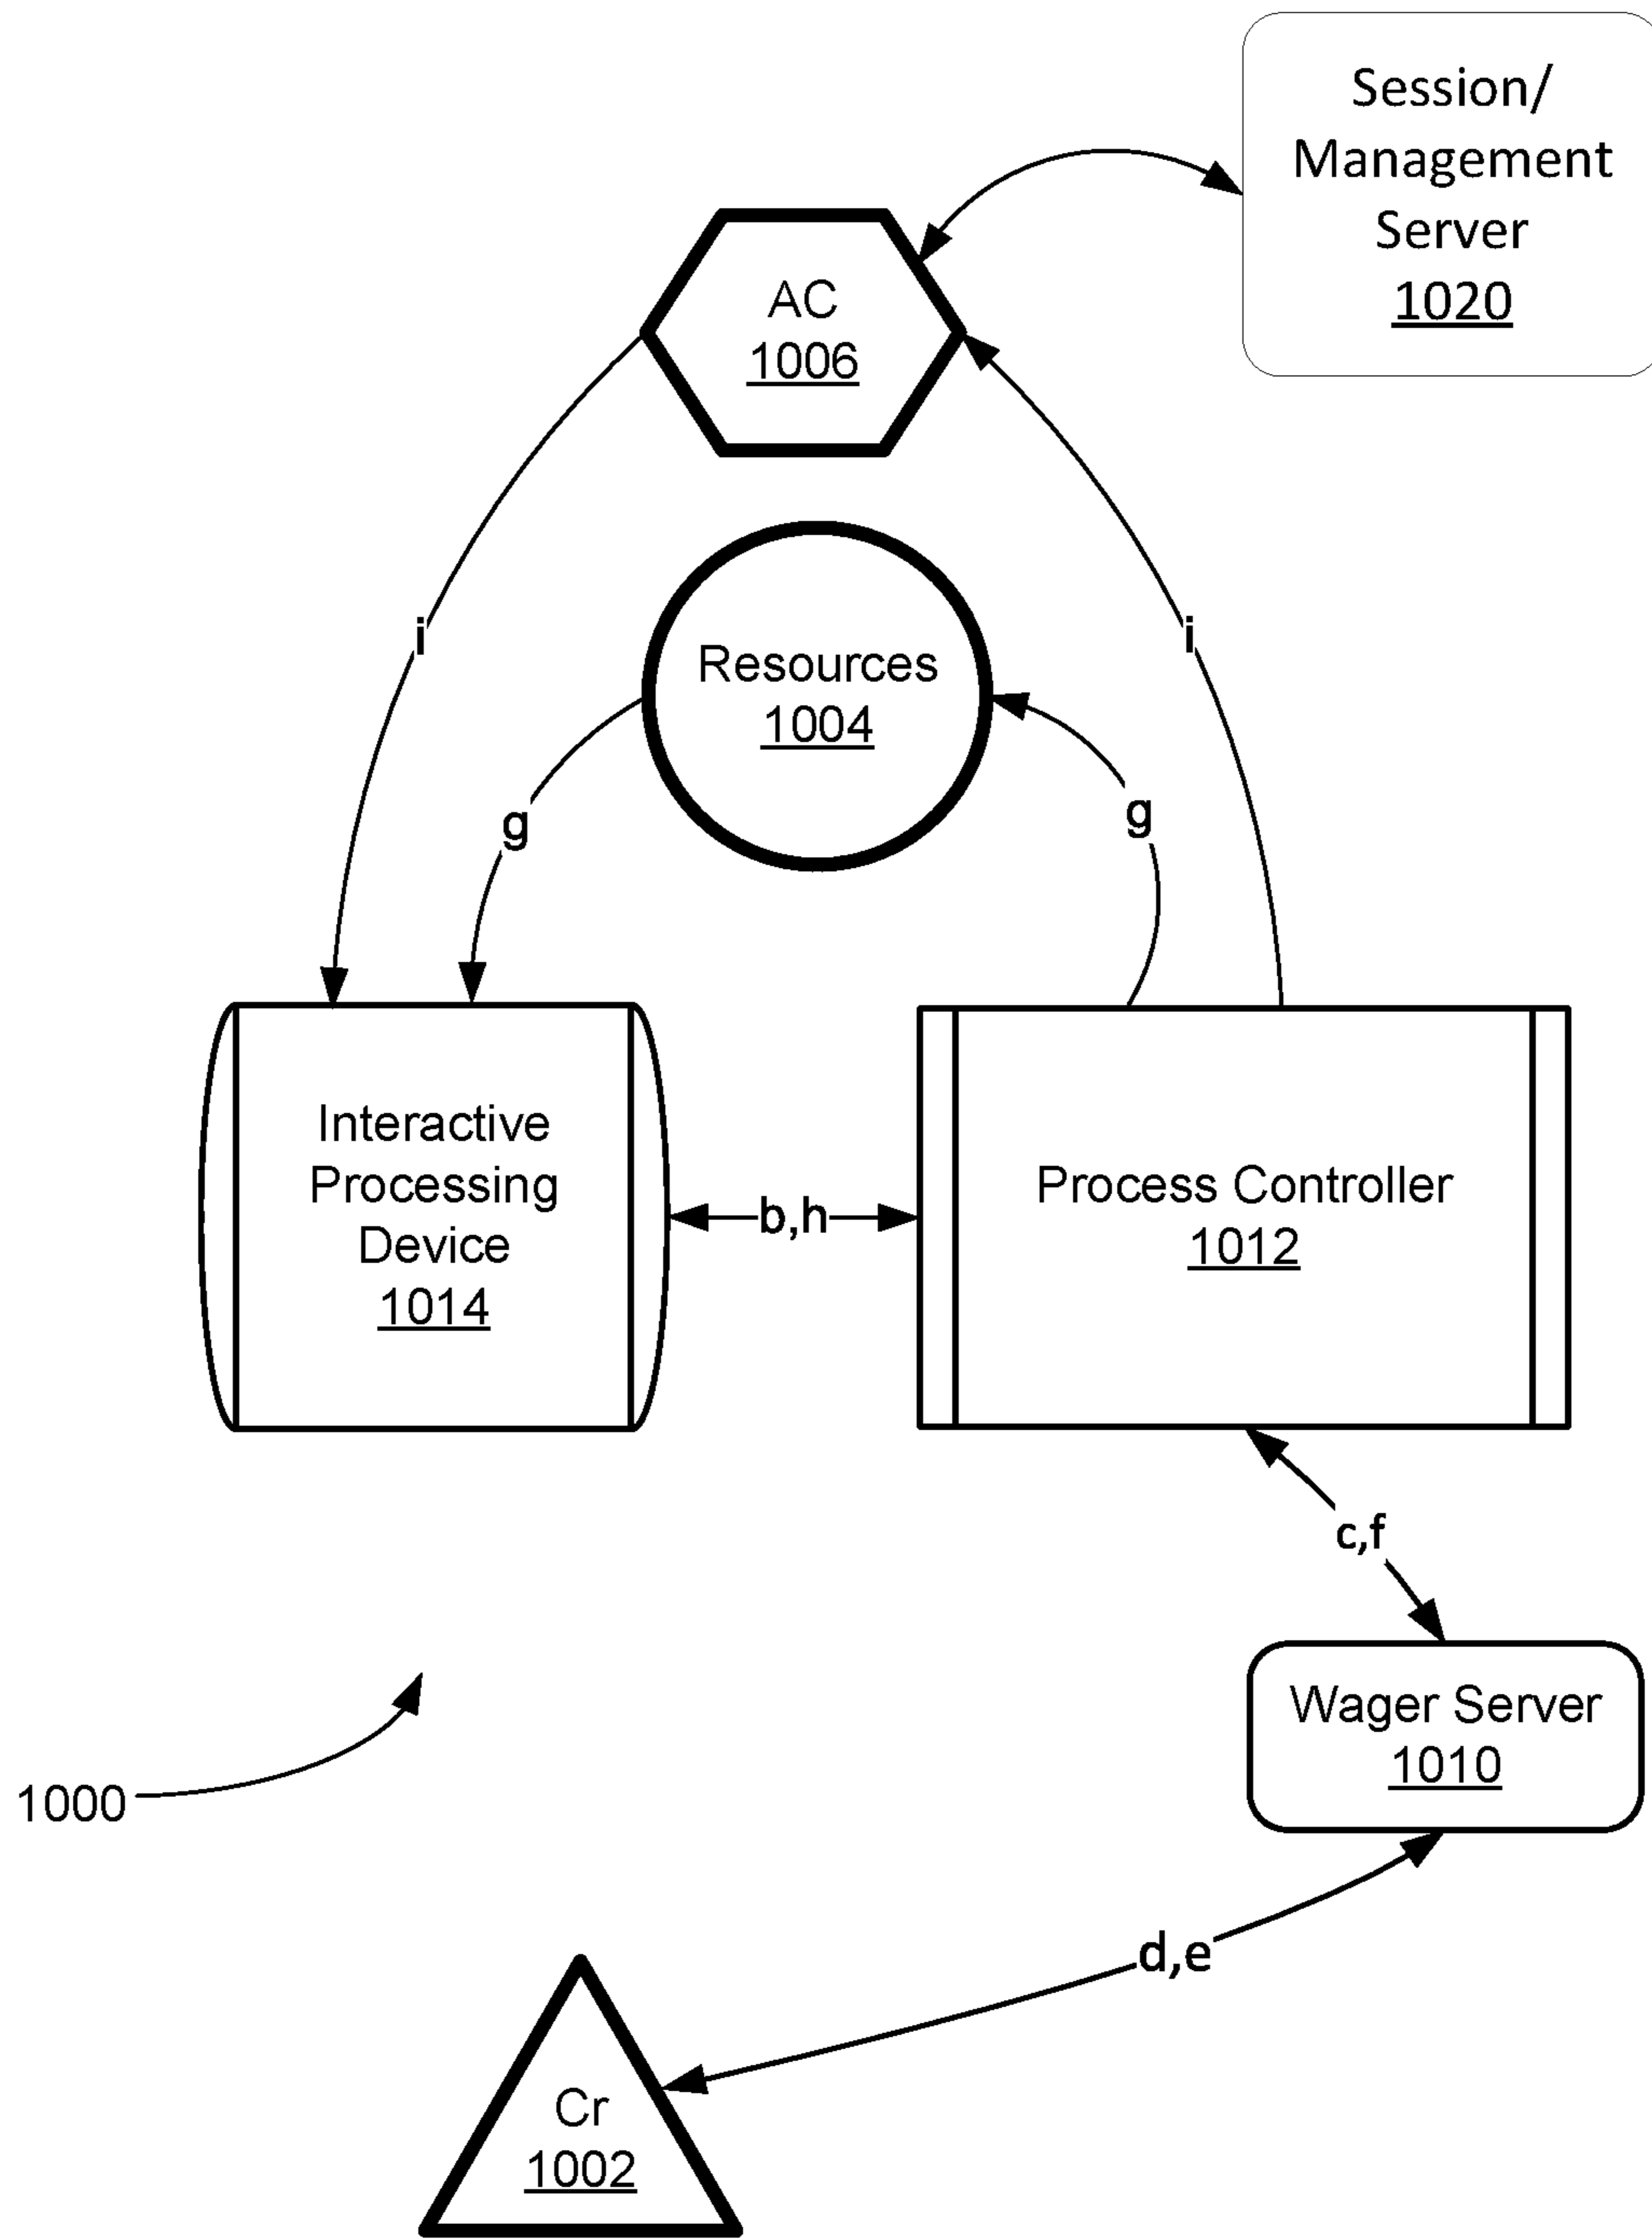 Session/
Management
Server
1020
AC
1006
i
i
Resources
1004
g
g
Interactive
Processing
Device
1014
b,h
Process Controller
1012
c,f
Wager Server
1010
1000
d,e
Cr
1002